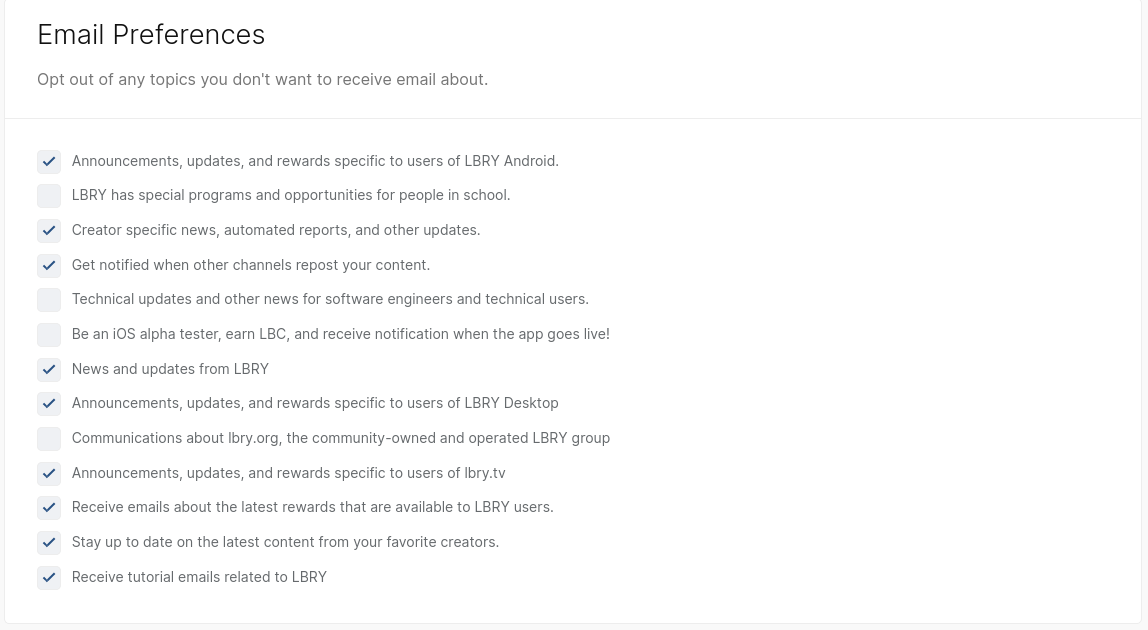 Email Preferences
Opt out of any topics you don't want to receive email about.
Announcements, updates, and rewards specific to users of LBRY Android.
LBRY has special programs and opportunities for people in school.
Creator specific news, automated reports, and other updates.
Get notified when other channels repost your content.
Technical updates and other news for software engineers and technical users.
Be an iOS alpha tester, earn LBC, and receive notification when the app goes live!
News and updates from LBRY
Announcements, updates, and rewards specific to users of LBRY Desktop
Communications about lbry.org, the community-owned and operated LBRY group
Announcements, updates, and rewards specific to users of lbry.tv
Receive emails about the latest rewards that are available to LBRY users.
Stay up to date on the latest content from your favorite creators.
Receive tutorial emails related to LBRY